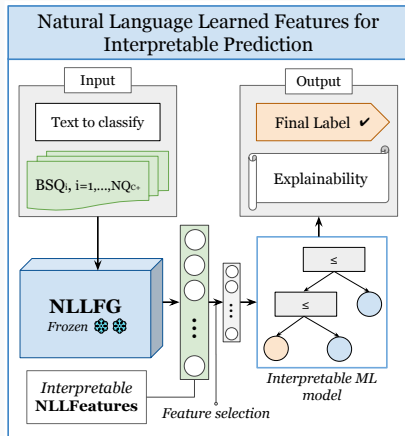 Natural Language Learned Features for
Interpretable Prediction
Input
Output
Text to classify
BSQi, i=1,...,NQc+
Final Label ✔
Explainability
NLLFG
Frozen
≤
≤
Interpretable
NLLFeatures
Feature selection
Interpretable ML
model